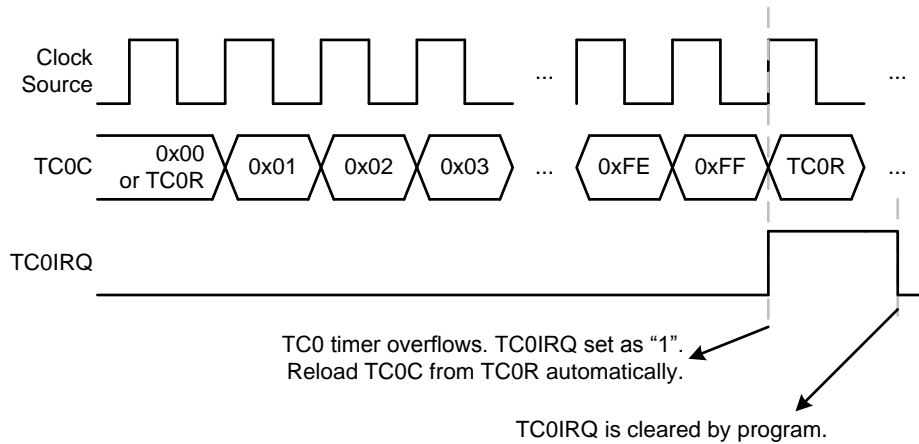 Clock
Source
... ...
TC0C
0x00
or TC0R
0x01 0x02 0x03 ... 0xFE 0xFF TC0R ...
TC0IRQ
TC0 timer overflows. TC0IRQ set as “1”.
Reload TC0C from TC0R automatically.
TC0IRQ is cleared by program.